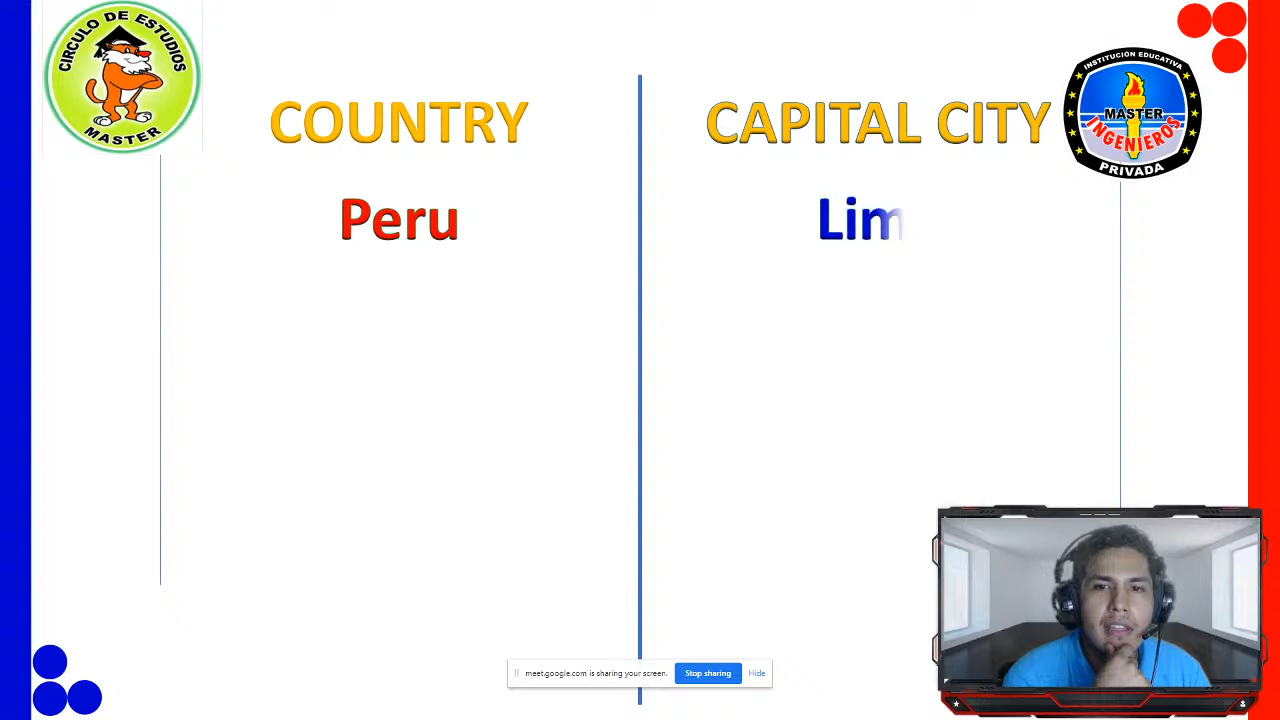 CIRCULO DE ESTUDIOS
MASTER
COUNTRY
CAPITAL CITY
INSTITUCIÓN EDUCATIVA
MASTER
INGENIEROS
PRIVADA
Peru
Lim
meet.google.com is sharing your screen.
Stop sharing
Hide